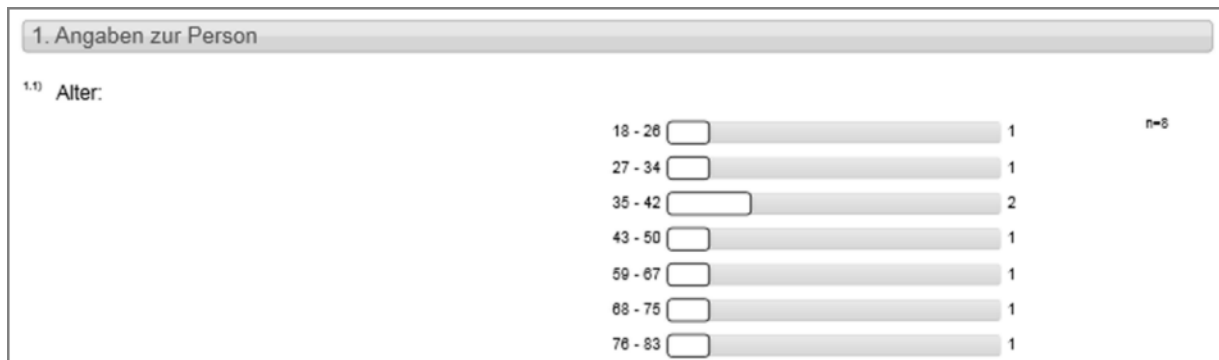 1. Angaben zur Person
1.1) Alter:
18 - 26 1 n=8
27 - 34 1
35 - 42 2
43 - 50 1
59 - 67 1
68 - 75 1
76 - 83 1